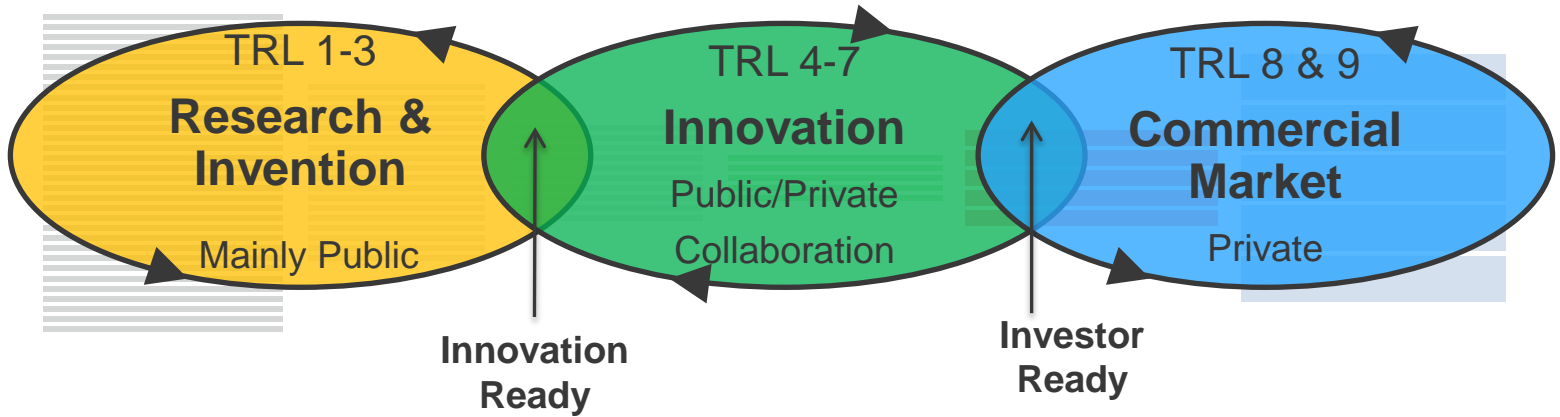 TRL 1-3
Research &
Invention
Mainly Public
TRL 4-7
Innovation
Public/Private
Collaboration
TRL 8 & 9
Commercial
Market
Private
Innovation
Ready
Investor
Ready